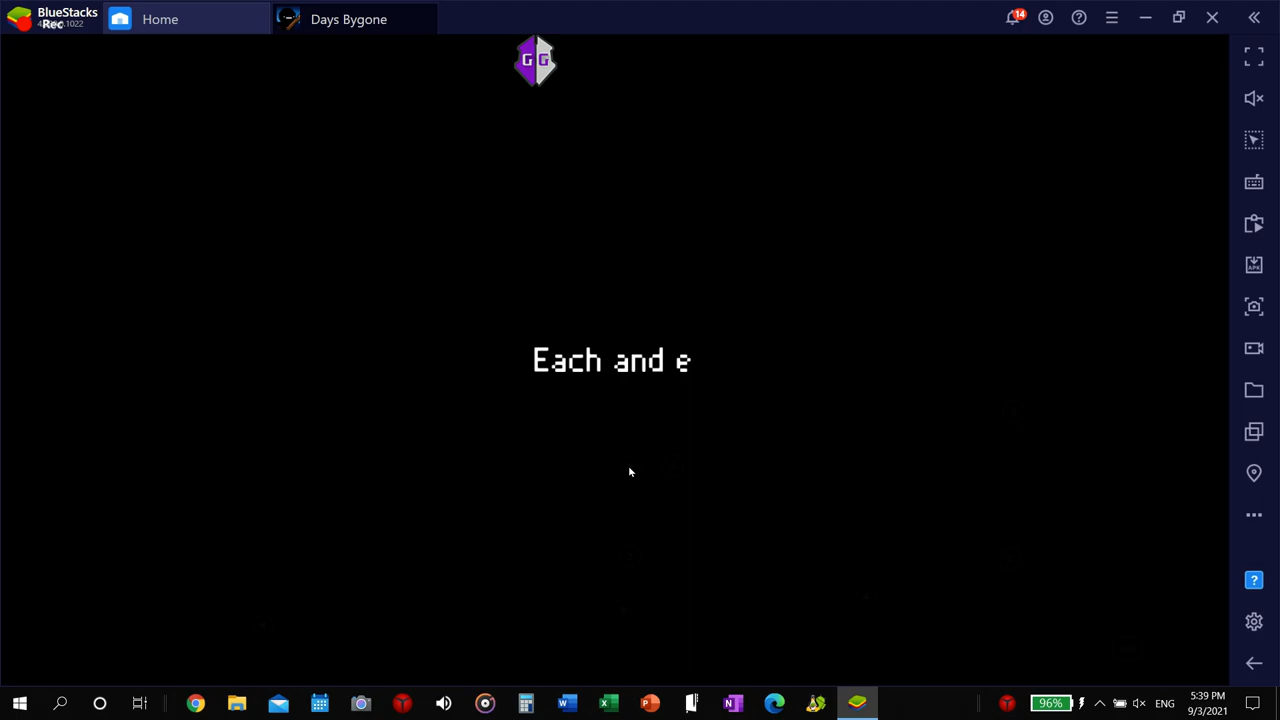 BlueStacks
Rec
Home
Days Bygone
14
GG
Each and e
96%
ENG
5:39 PM
9/3/2021